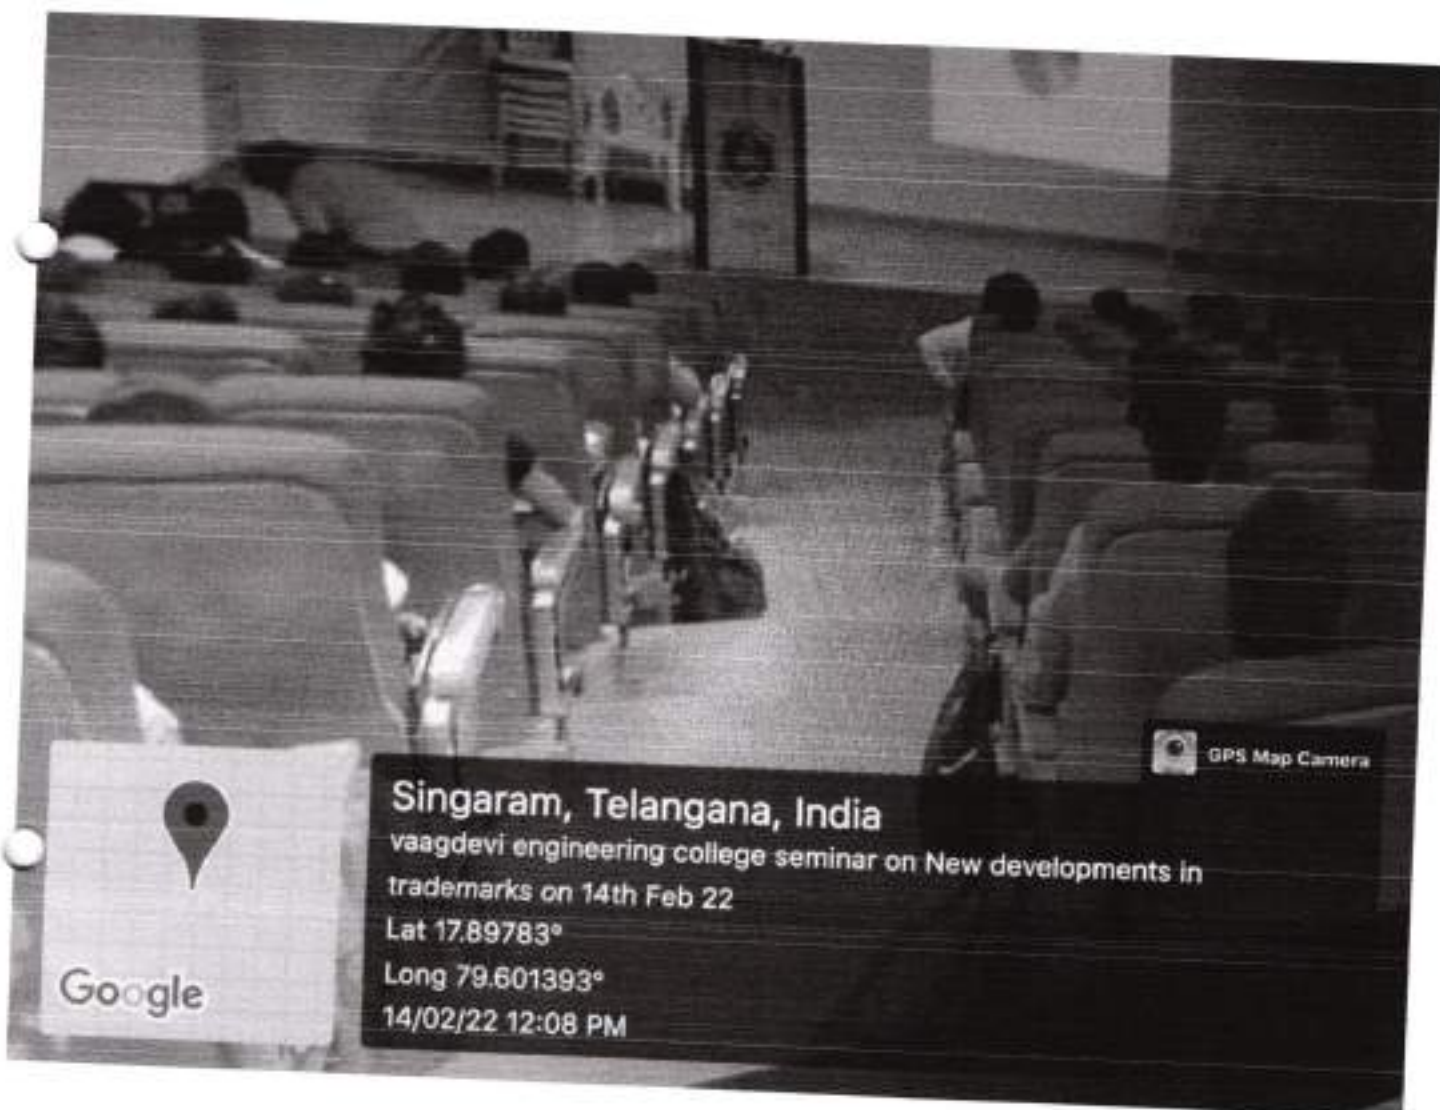 GPS Map Camera
Singaram, Telangana, India
vaagdevi engineering college seminar on New developments in
trademarks on 14th Feb 22
Lat 17.89783°
Long 79.601393°
14/02/22 12:08 PM
Google